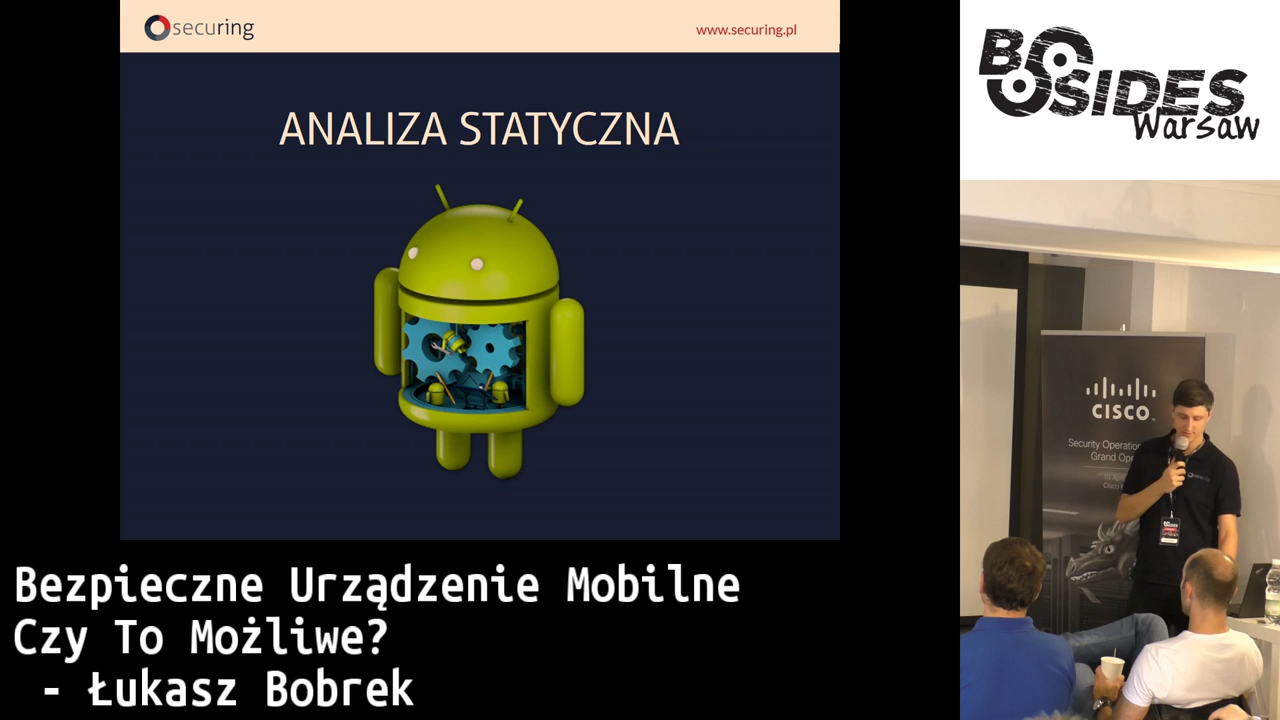 securing
www.securing.pl
ANALIZA STATYCZNA
BSIDES
Warsaw
CISCO
Security Operation
Grand Ope
Bezpieczne Urządzenie Mobilne
Czy To Możliwe?
- Łukasz Bobrek